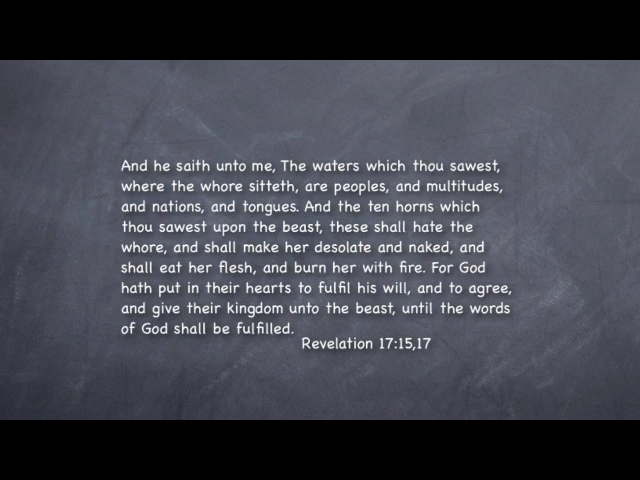 And he saith unto me, The waters which thou sawest,
where the whore sitteth, are peoples, and multitudes,
and nations, and tongues. And the ten horns which
thou sawest upon the beast, these shall hate the
whore, and shall make her desolate and naked, and
shall eat her flesh, and burn her with fire. For God
hath put in their hearts to fulfil his will, and to agree,
and give their kingdom unto the beast, until the words
of God shall be fulfilled.
Revelation 17:15,17